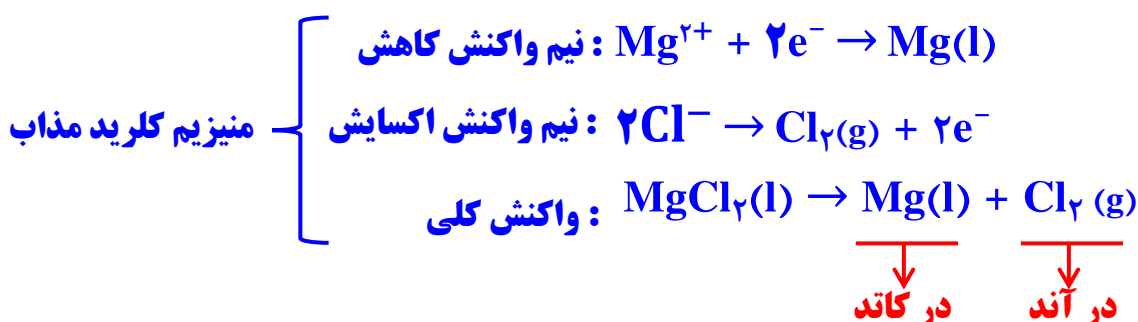 نیم واکنش کاهش : Mg²⁺ + ۲e⁻ → Mg(l)
منیزیم کلرید مذاب
نیم واکنش اکسایش : ۲Cl⁻ → Cl۲(g) + ۲e⁻
واکنش کلی : MgCl۲(l) → Mg(l) + Cl۲ (g)
در کاتد
در آند